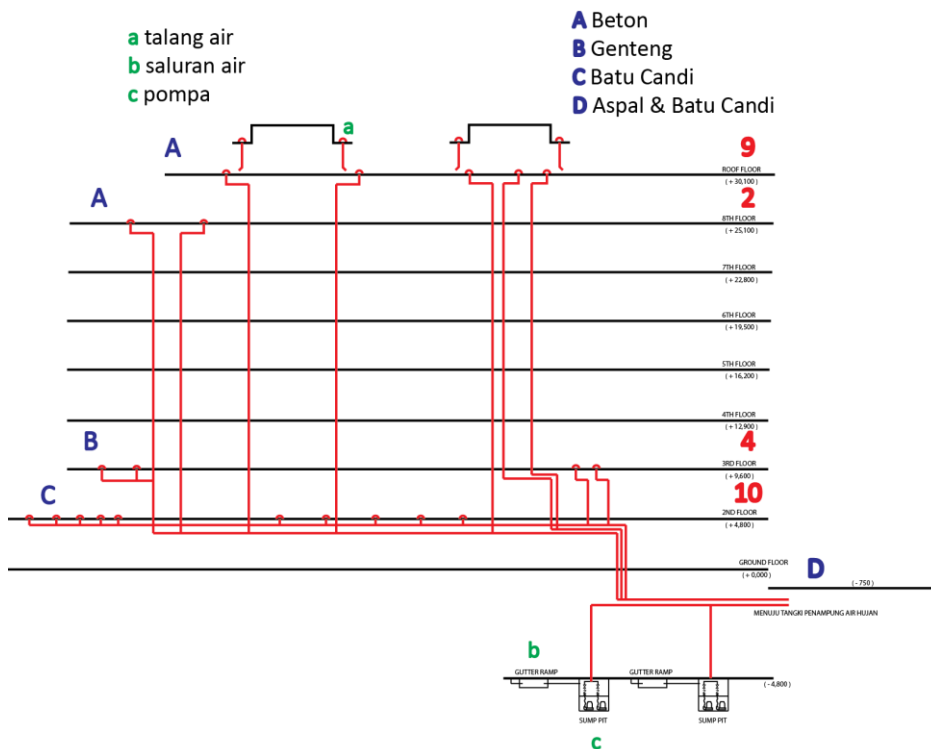 a talang air
b saluran air
c pompa
A Beton
B Genteng
C Batu Candi
D Aspal & Batu Candi
a
A
9
ROOF FLOOR
( + 30,100 )
A
2
8TH FLOOR
( + 25,100 )
7TH FLOOR
( + 22,800 )
6TH FLOOR
( + 19,500 )
5TH FLOOR
( + 16,200 )
4TH FLOOR
( + 12,900 )
B
4
3RD FLOOR
( + 9,600 )
C
10
2ND FLOOR
( + 4,800 )
GROUND FLOOR
( + 0,000 )
D
( - 750 )
MENUJU TANGKI PENAMPUNG AIR HUJAN
b
GUTTER RAMP
GUTTER RAMP
( - 4,800 )
SUMP PIT
SUMP PIT
c